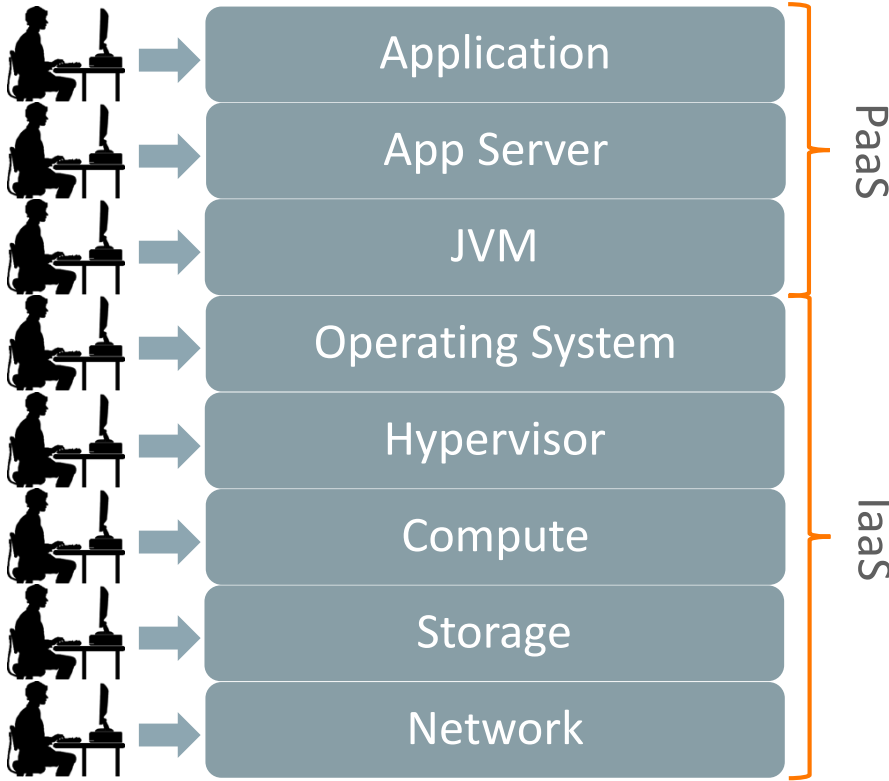 Application
App Server
JVM
Operating System
Hypervisor
Compute
Storage
Network
PaaS
IaaS